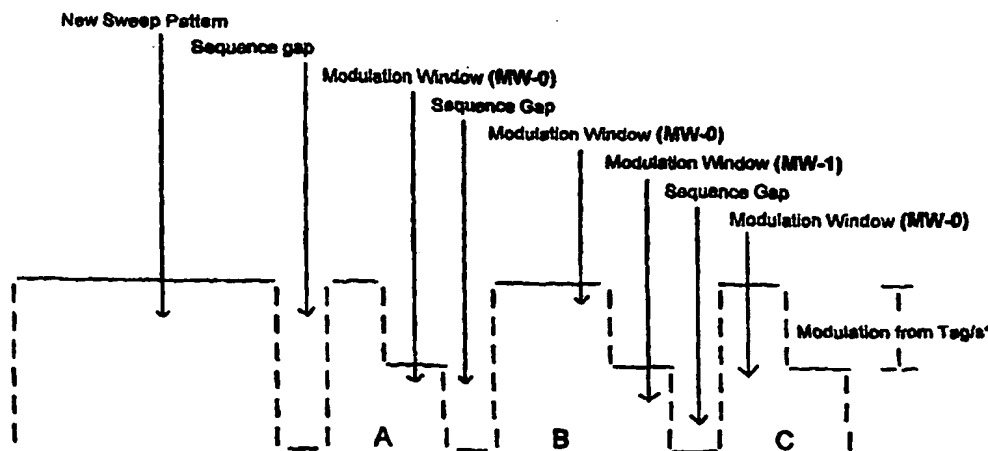 New Sweep Pattern
Sequence gap
Modulation Window (MW-0)
Sequence Gap
Modulation Window (MW-0)
Modulation Window (MW-1)
Sequence Gap
Modulation Window (MW-0)
Modulation from Tag/s'
A
B
C